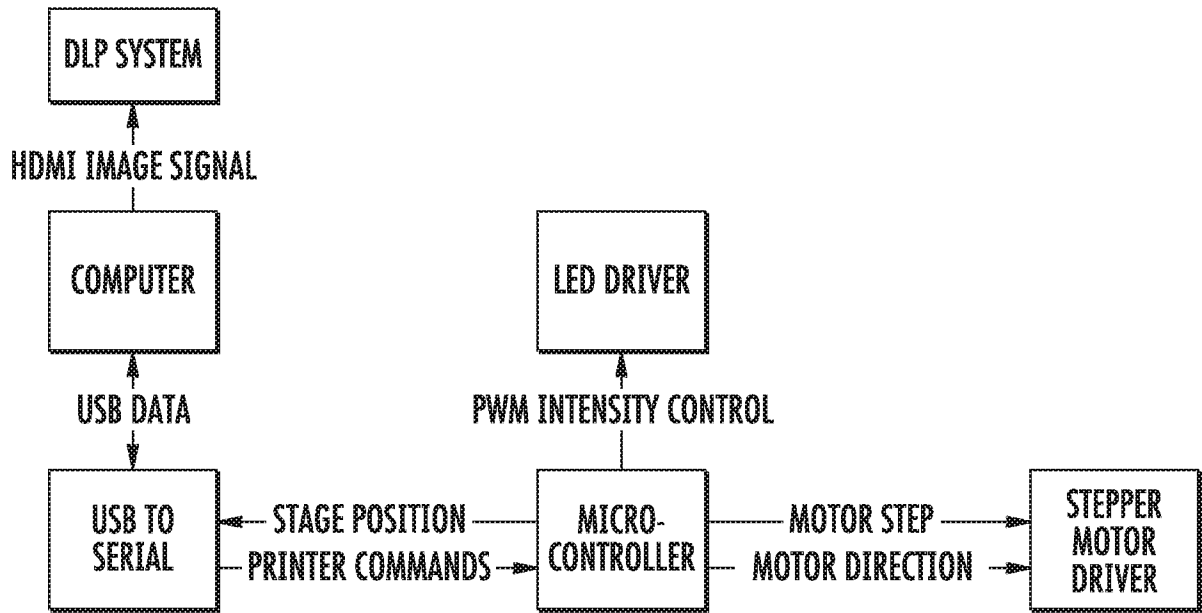 DLP SYSTEM
HDMI IMAGE SIGNAL
COMPUTER
LED DRIVER
USB DATA
PWM INTENSITY CONTROL
USB TO
SERIAL
STAGE POSITION
PRINTER COMMANDS
MICRO-
CONTROLLER
MOTOR STEP
MOTOR DIRECTION
STEPPER
MOTOR
DRIVER